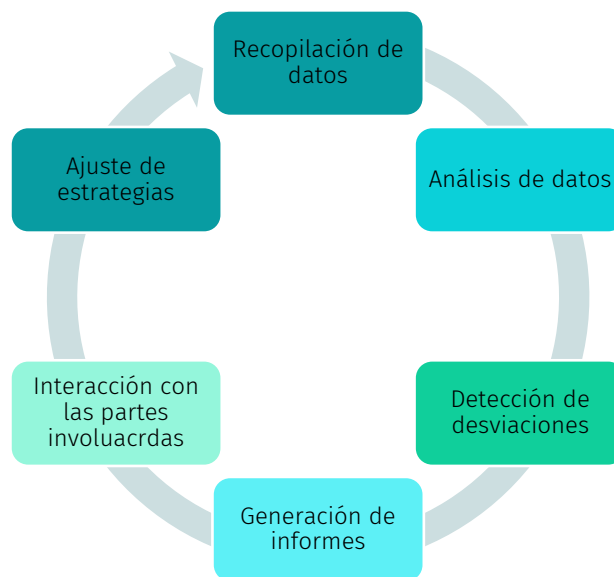 Recopilación de
datos
Análisis de datos
Detección de
desviaciones
Generación de
informes
Interacción con
las partes
involuacrdas
Ajuste de
estrategias